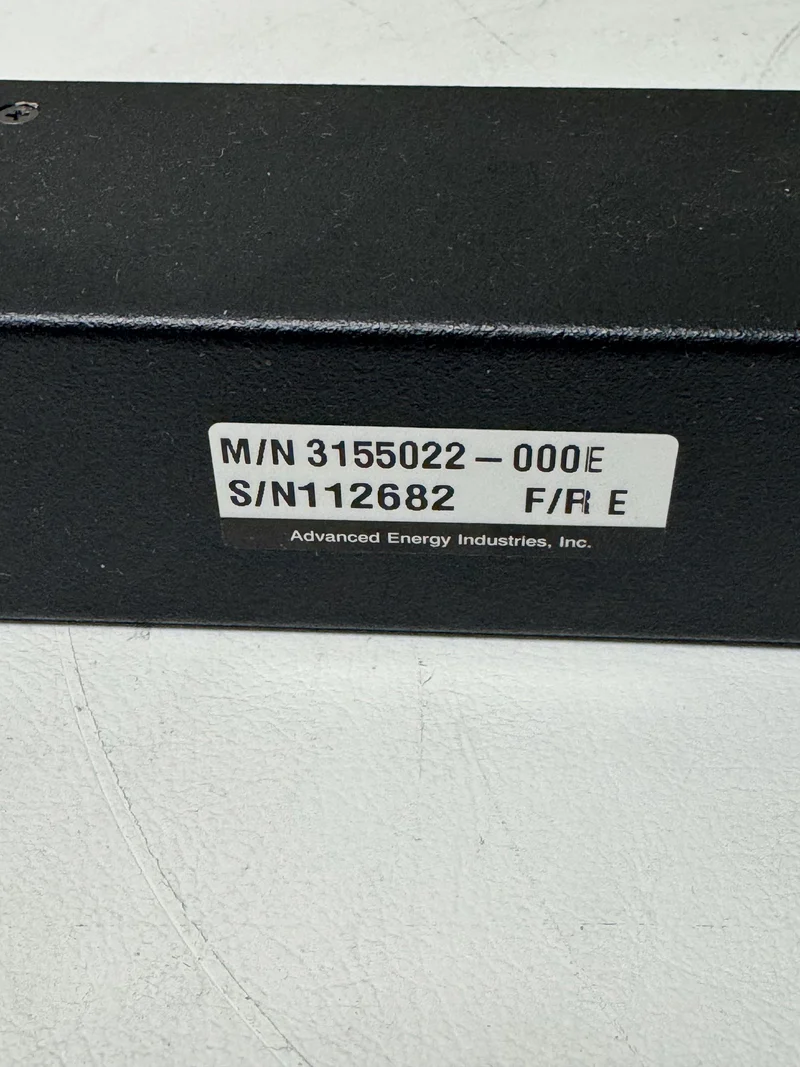 M/N 3155022-000E
S/N112682 F/R E
Advanced Energy Industries, Inc.